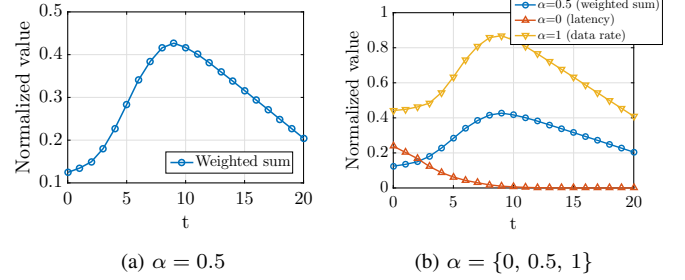 0.5
0.4
0.3
0.2
0.1
0
5
10
15
20
Normalized value
t
Weighted sum
(a) α = 0.5
α=0.5 (weighted sum)
α=0 (latency)
α=1 (data rate)
1
0.8
0.6
0.4
0.2
0
0
5
10
15
20
Normalized value
t
(b) α = {0, 0.5, 1}